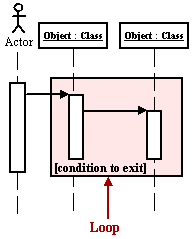 Actor
Object : Class
Object : Class
[condition to exit]
Loop